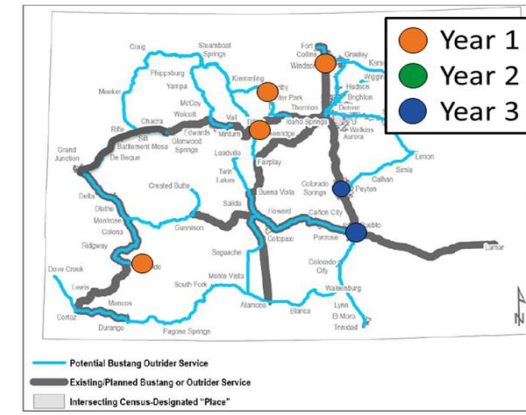 Year 1
Year 2
Year 3
Craig
Steamboat
Springs
Fort
Collins
Windsor
Greeley
Phippsburg
Yampa
Kremmling
Hudson
Brighton
Meeker
McCoy
Wolcott
Vail
Thornton
Denver
Idaho Springs
Chacra
Rifle
Silt
Edwards
Minturn
Watkins
Aurora
Battlement Mesa
Glenwood
Springs
De Beque
Grand
Junction
Leadville
Fairplay
Limon
Simla
Twin
Lakes
Calhan
Crested Butte
Colorado
Springs
Peyton
Delta
Buena Vista
Olathe
Montrose
Salida
Howard
Cañon City
Colona
Gunnison
Cotopaxi
Penrose
Ridgway
Lamar
Saguache
Colorado
City
Dove Creek
Monte Vista
Lewis
South Fork
Walsenburg
Mancos
Alamosa
Blanca
Lynn
El Moro
Trinidad
Cortez
Durango
Pagosa Springs
N
Potential Bustang Outrider Service
Existing/Planned Bustang or Outrider Service
Intersecting Census-Designated "Place"